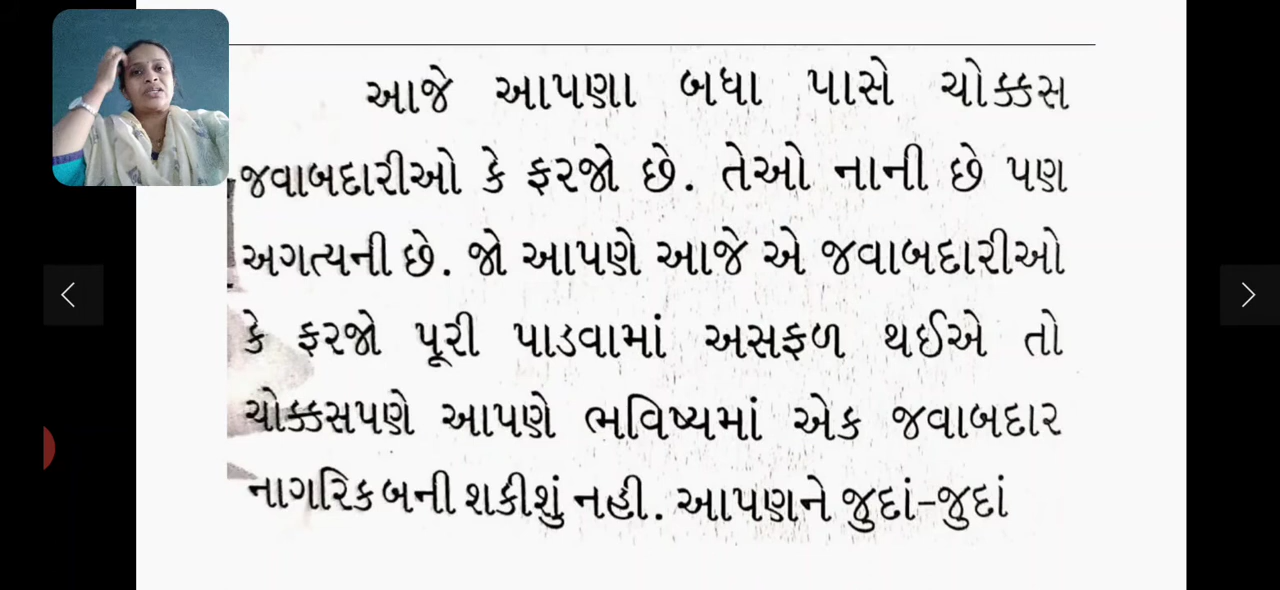 આજે આપણા બધા પાસે ચોક્કસ
જવાબદારીઓ કે ફરજો છે. તેઓ નાની છે પણ
અગત્યની છે. જો આપણે આજે એ જવાબદારીઓ
કે ફરજો પૂરી પાડવામાં અસફળ થઈએ તો
ચોક્કસપણે આપણે ભવિષ્યમાં એક જવાબદાર
નાગરિક બની શકીશું નહી. આપણને જુદાં-જુદાં